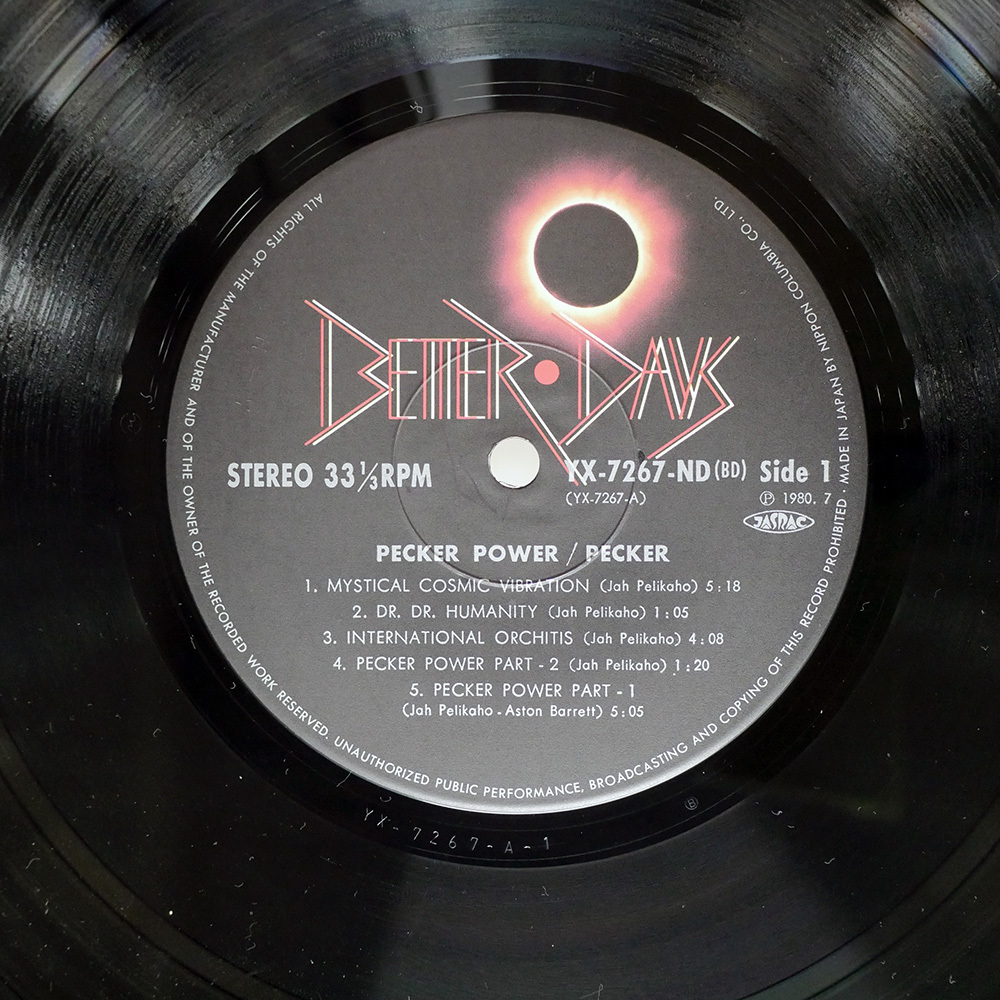 BETTER • DAYS
STEREO 33 1/3 RPM
YX-7267-ND (BD) Side 1
(YX-7267-A)
Ⓟ 1980. 7
JASRAC
PECKER POWER / PECKER
1. MYSTICAL COSMIC VIBRATION (Jah Pelikaho) 5:18
2. DR. DR. HUMANITY (Jah Pelikaho) 1:05
3. INTERNATIONAL ORCHITIS (Jah Pelikaho) 4:08
4. PECKER POWER PART - 2 (Jah Pelikaho) 1:20
5. PECKER POWER PART - 1
(Jah Pelikaho - Aston Barrett) 5:05
ALL RIGHTS OF THE MANUFACTURER AND OF THE OWNER OF THE RECORDED WORK RESERVED. UNAUTHORIZED PUBLIC PERFORMANCE, BROADCASTING AND COPYING OF THIS RECORD PROHIBITED · MADE IN JAPAN BY NIPPON COLUMBIA CO., LTD.
YX-7267-A-1